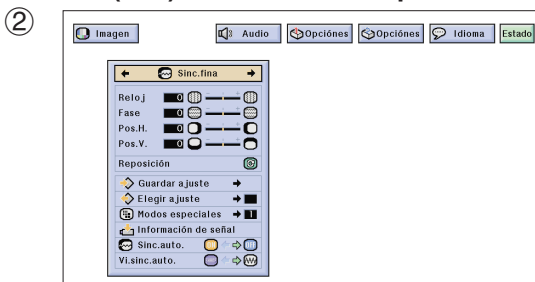 ②
Imagen Audio Opciónes Opciónes Idioma Estado
Sinc.fina
Reloj 0
Fase 0
Pos.H. 0
Pos.V. 0
Reposición
Guardar ajuste
Elegir ajuste
Modos especiales 1
Información de señal
Sinc.auto.
Vi.sinc.auto.